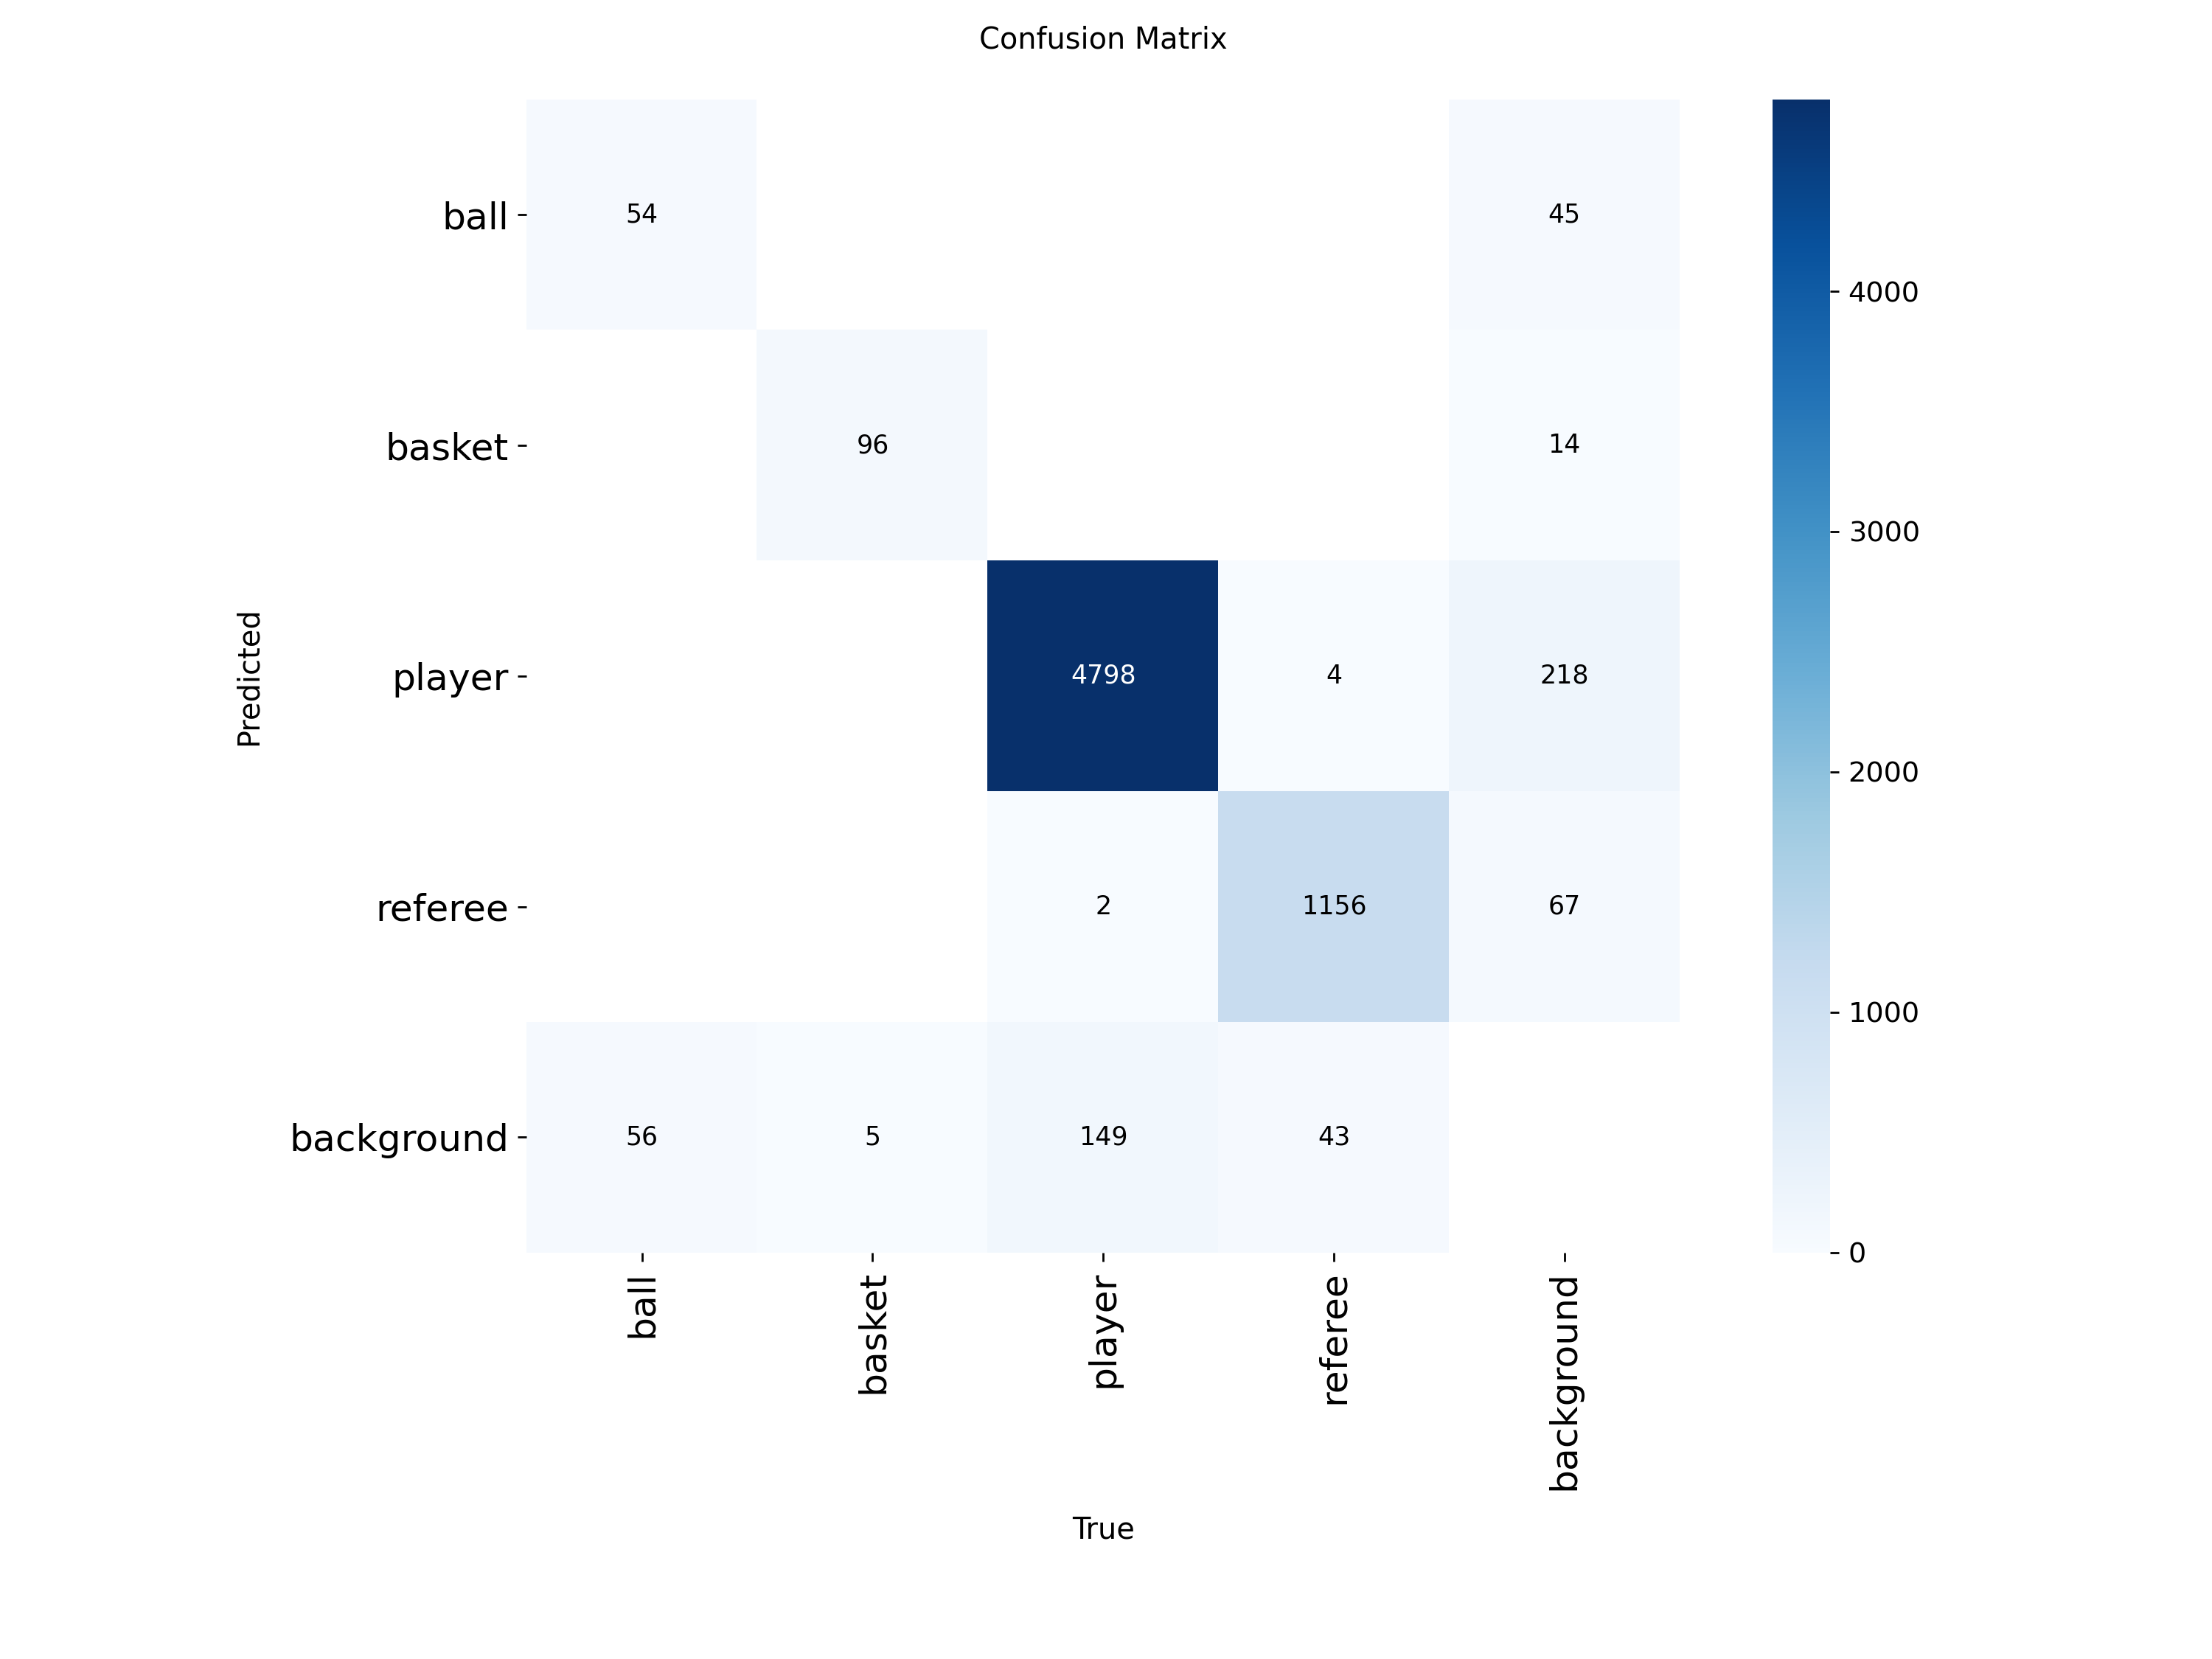 Confusion Matrix
ball
54
45
4000
basket
96
14
3000
Predicted
player
4798
4
218
2000
referee
2
1156
67
1000
background
56
5
149
43
0
ball
basket
player
referee
background
True